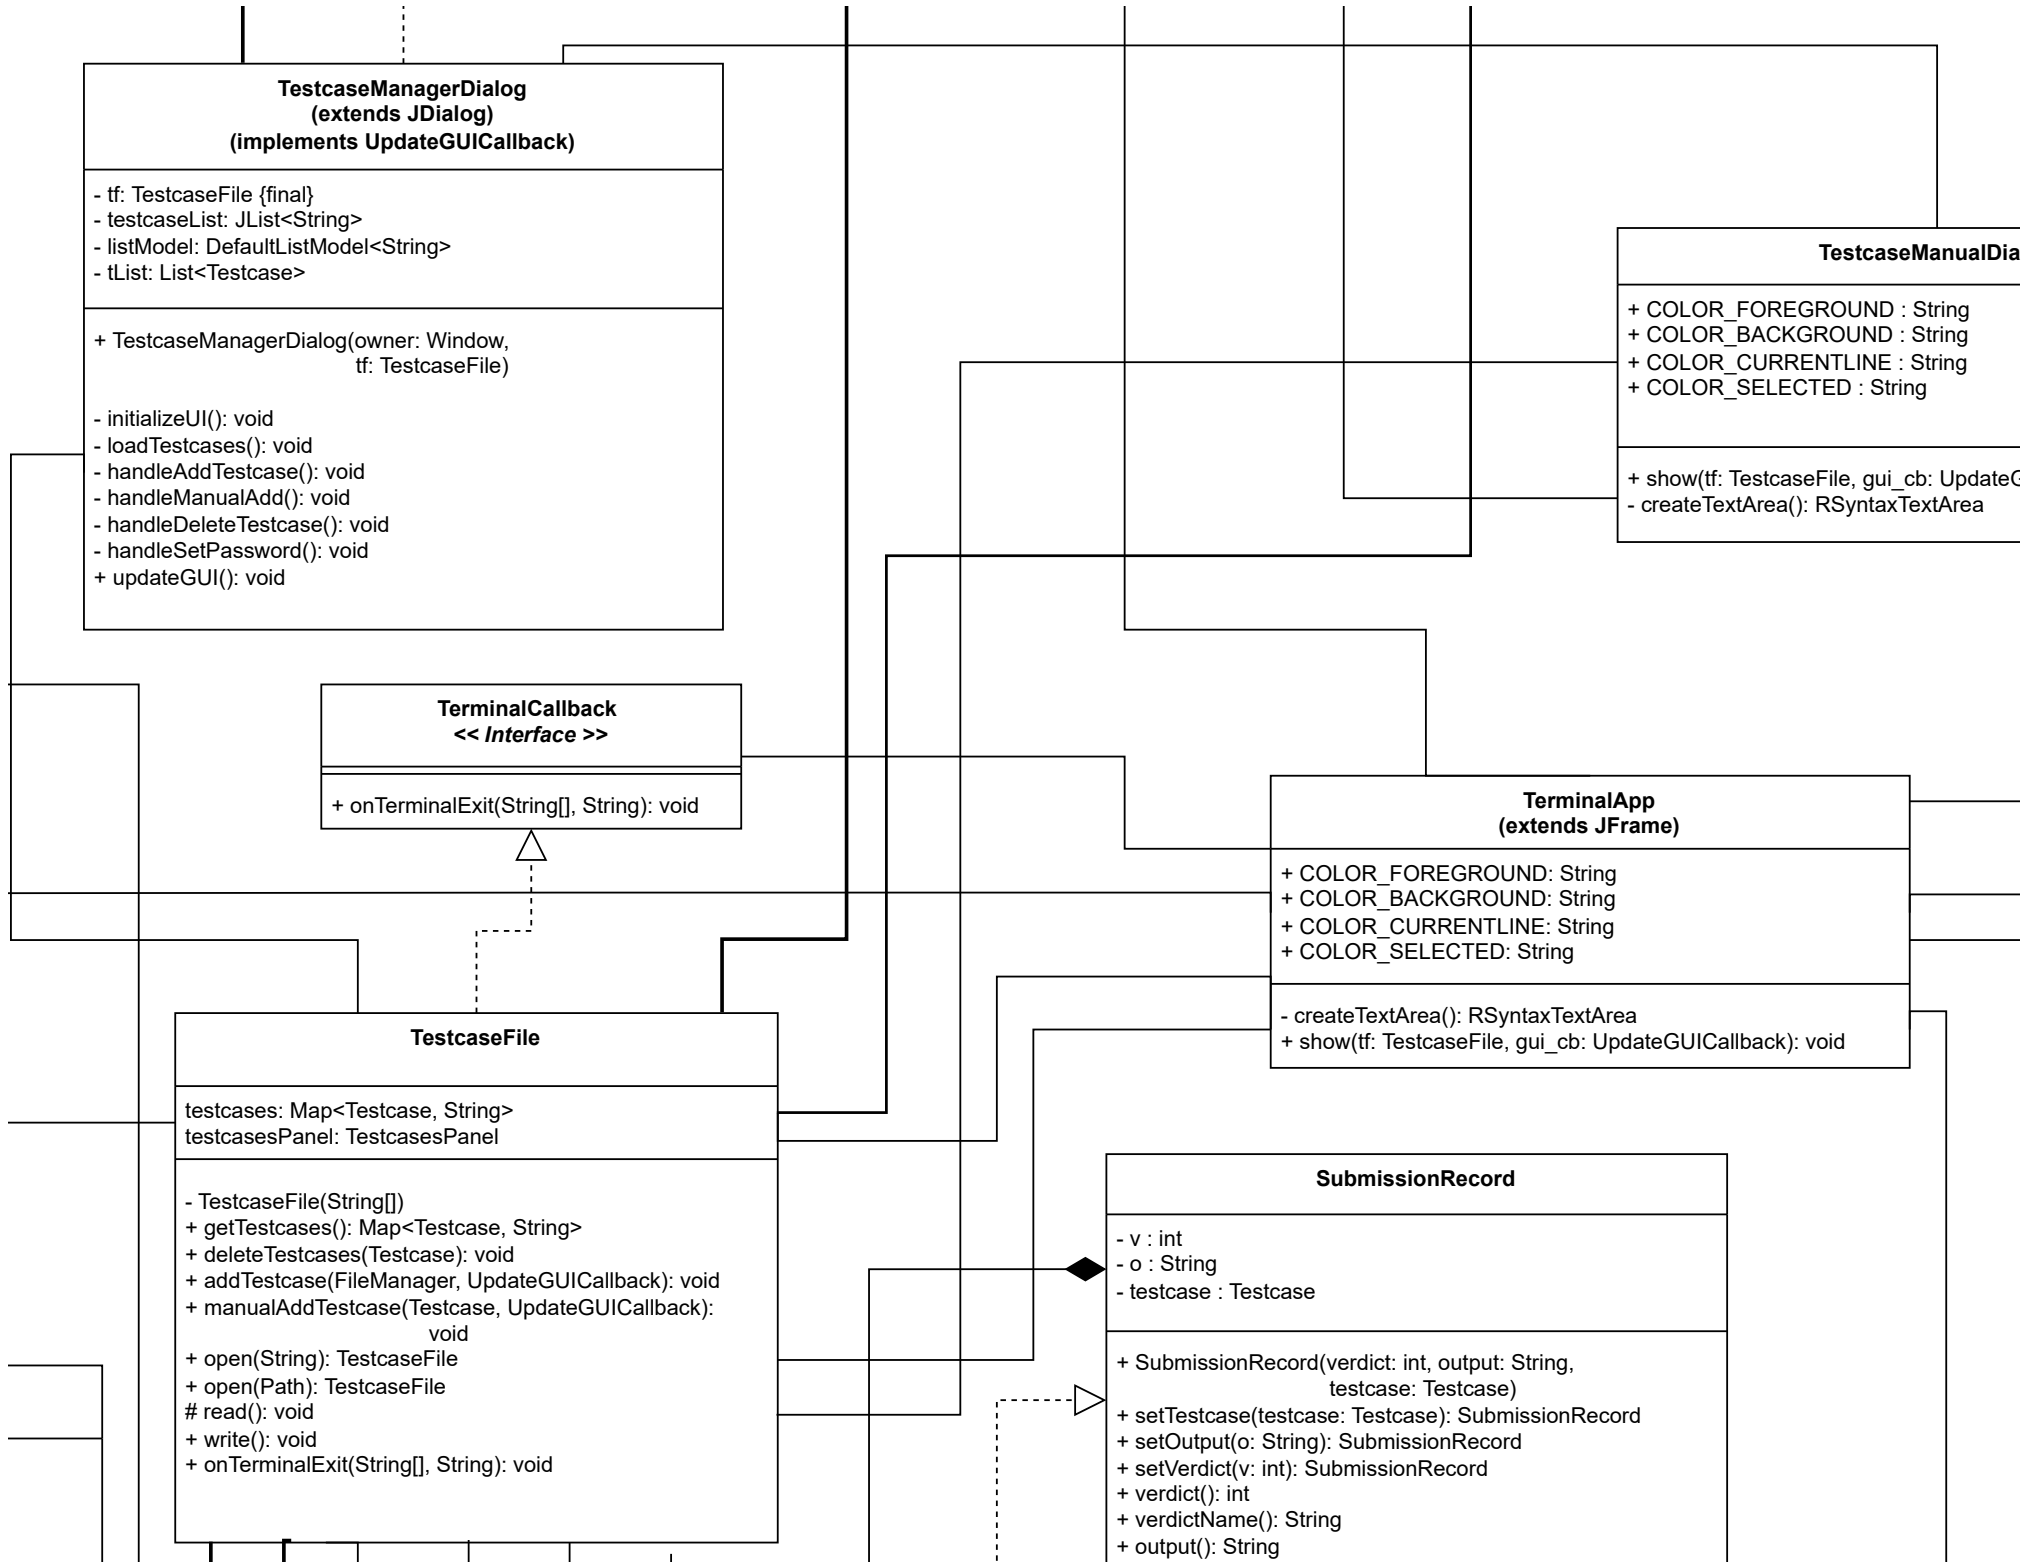 TestcaseManagerDialog
(extends JDialog)
(implements UpdateGUICallback)
- tf: TestcaseFile {final}
- testcaseList: JList<String>
- listModel: DefaultListModel<String>
- tList: List<Testcase>
+ TestcaseManagerDialog(owner: Window,
tf: TestcaseFile)
- initializeUI(): void
- loadTestcases(): void
- handleAddTestcase(): void
- handleManualAdd(): void
- handleDeleteTestcase(): void
- handleSetPassword(): void
+ updateGUI(): void
TestcaseManualDia
+ COLOR_FOREGROUND : String
+ COLOR_BACKGROUND : String
+ COLOR_CURRENTLINE : String
+ COLOR_SELECTED : String
+ show(tf: TestcaseFile, gui_cb: UpdateG
- createTextArea(): RSyntaxTextArea
TerminalCallback
<< Interface >>
+ onTerminalExit(String[], String): void
TerminalApp
(extends JFrame)
+ COLOR_FOREGROUND: String
+ COLOR_BACKGROUND: String
+ COLOR_CURRENTLINE: String
+ COLOR_SELECTED: String
- createTextArea(): RSyntaxTextArea
+ show(tf: TestcaseFile, gui_cb: UpdateGUICallback): void
TestcaseFile
testcases: Map<Testcase, String>
testcasesPanel: TestcasesPanel
- TestcaseFile(String[])
+ getTestcases(): Map<Testcase, String>
+ deleteTestcases(Testcase): void
+ addTestcase(FileManager, UpdateGUICallback): void
+ manualAddTestcase(Testcase, UpdateGUICallback):
void
+ open(String): TestcaseFile
+ open(Path): TestcaseFile
# read(): void
+ write(): void
+ onTerminalExit(String[], String): void
SubmissionRecord
- v : int
- o : String
- testcase : Testcase
+ SubmissionRecord(verdict: int, output: String,
testcase: Testcase)
+ setTestcase(testcase: Testcase): SubmissionRecord
+ setOutput(o: String): SubmissionRecord
+ setVerdict(v: int): SubmissionRecord
+ verdict(): int
+ verdictName(): String
+ output(): String